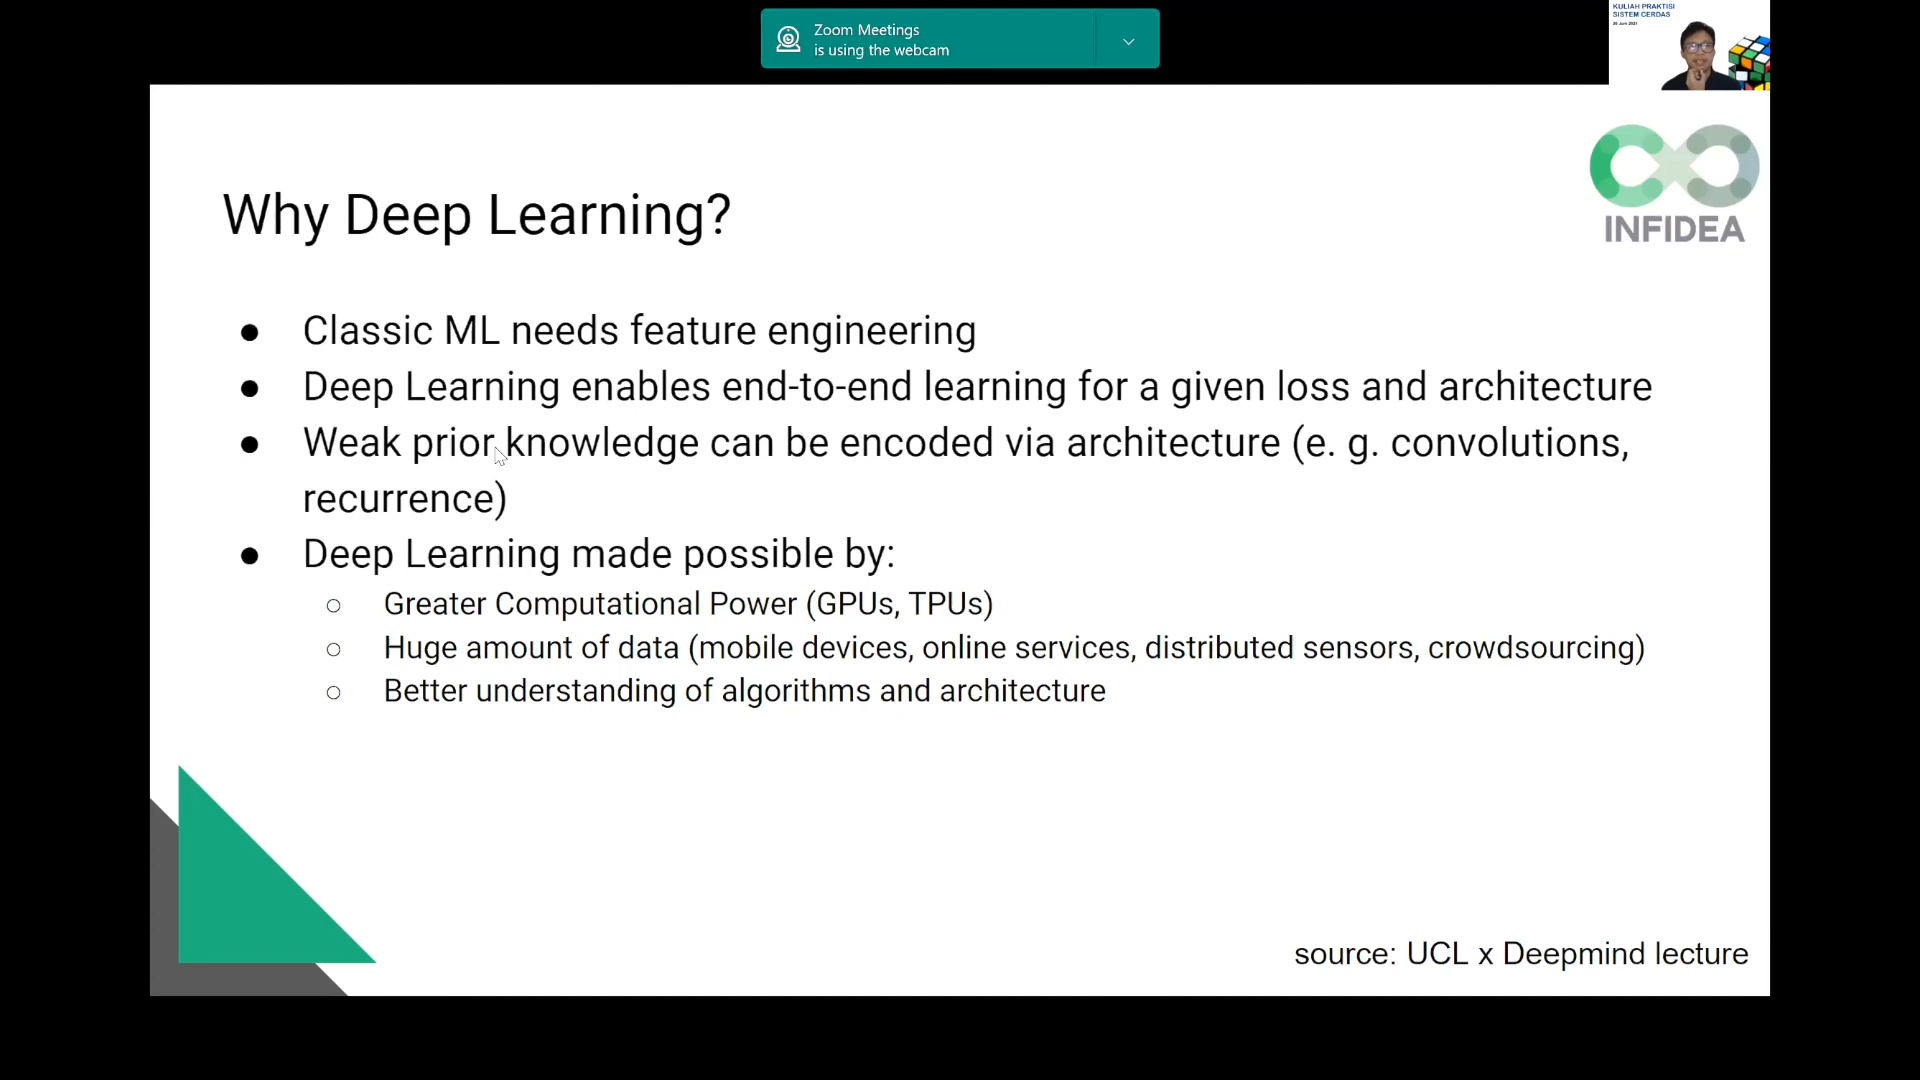 Zoom Meetings
is using the webcam
KULIAH PRAKTISI
SISTEM CERDAS
Why Deep Learning?
INFIDEA
● Classic ML needs feature engineering
● Deep Learning enables end-to-end learning for a given loss and architecture
● Weak prior knowledge can be encoded via architecture (e. g. convolutions,
recurrence)
● Deep Learning made possible by:
○ Greater Computational Power (GPUs, TPUs)
○ Huge amount of data (mobile devices, online services, distributed sensors, crowdsourcing)
○ Better understanding of algorithms and architecture
source: UCL x Deepmind lecture